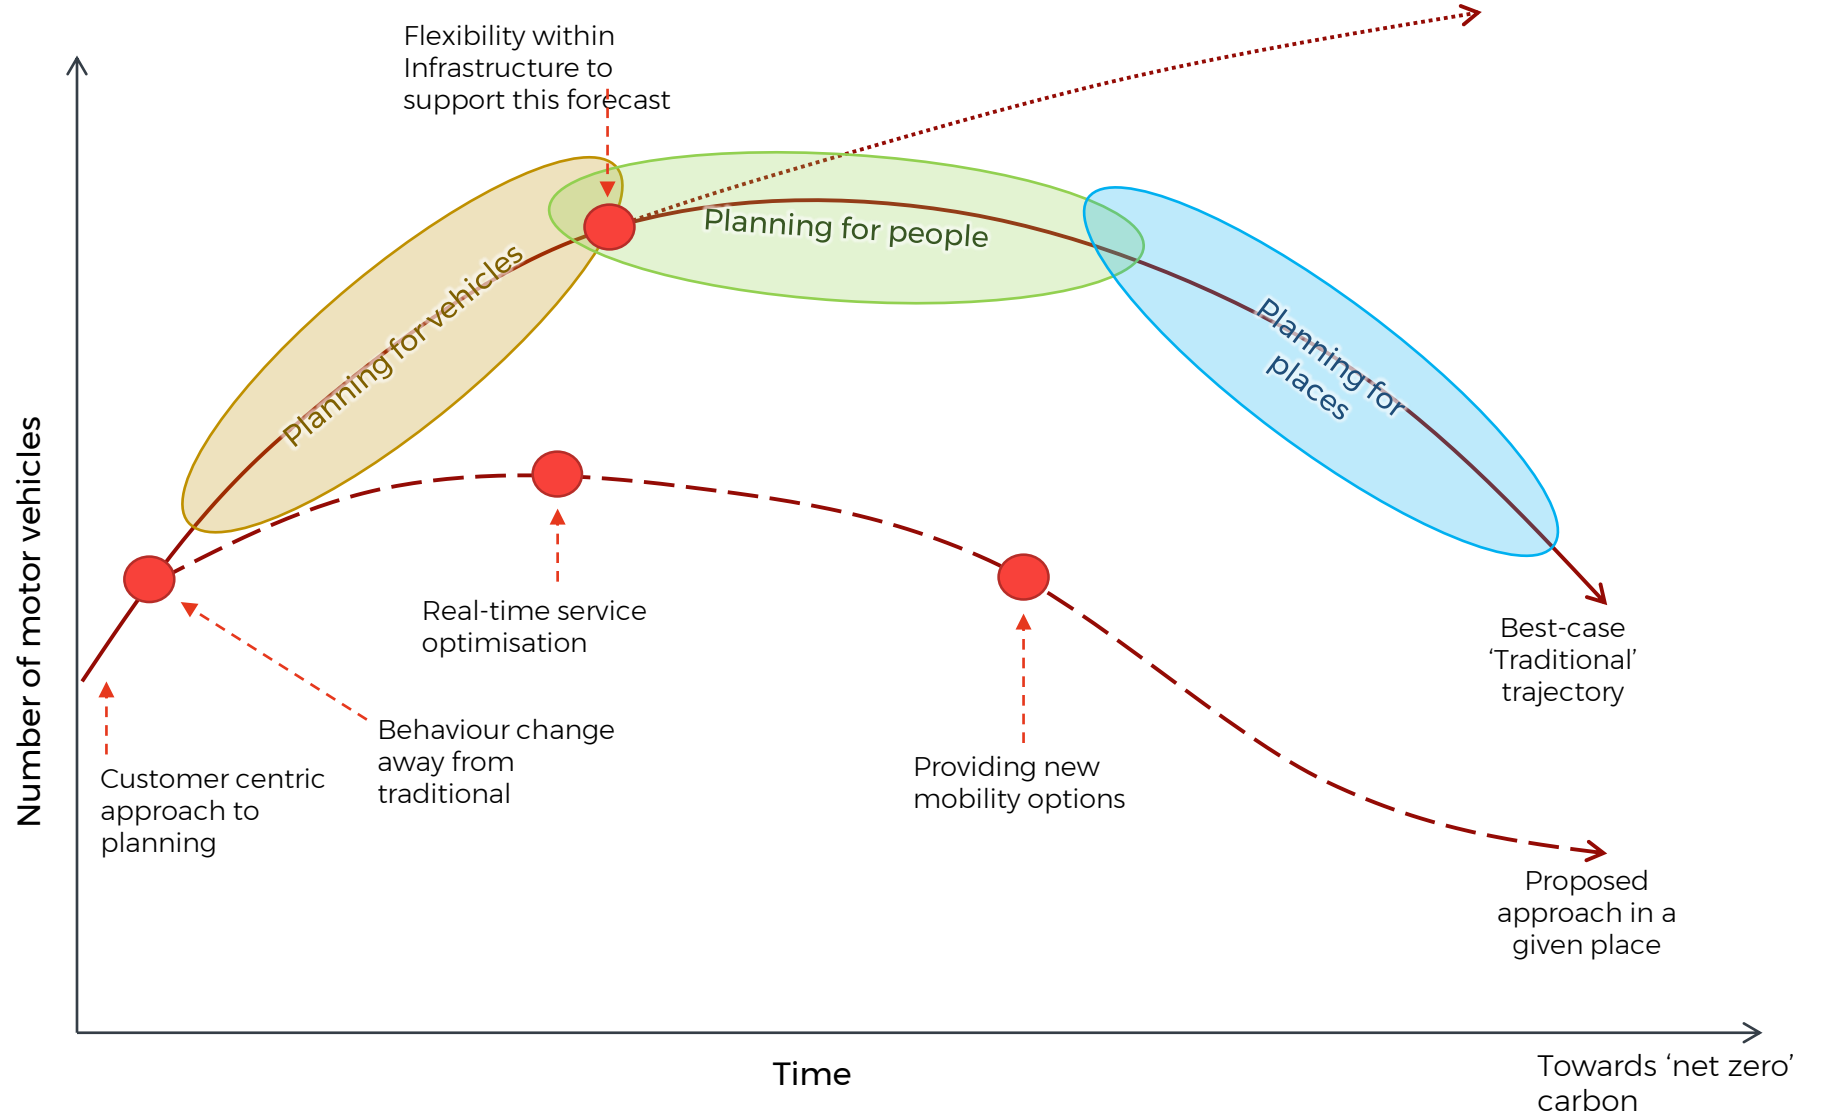 Flexibility within
Infrastructure to
support this forecast
Planning for vehicles
Planning for people
Planning for
places
Number of motor vehicles
Real-time service
optimisation
Behaviour change
away from
traditional
Customer centric
approach to
planning
Providing new
mobility options
Best-case
‘Traditional’
trajectory
Proposed
approach in a
given place
Time
Towards ‘net zero’
carbon